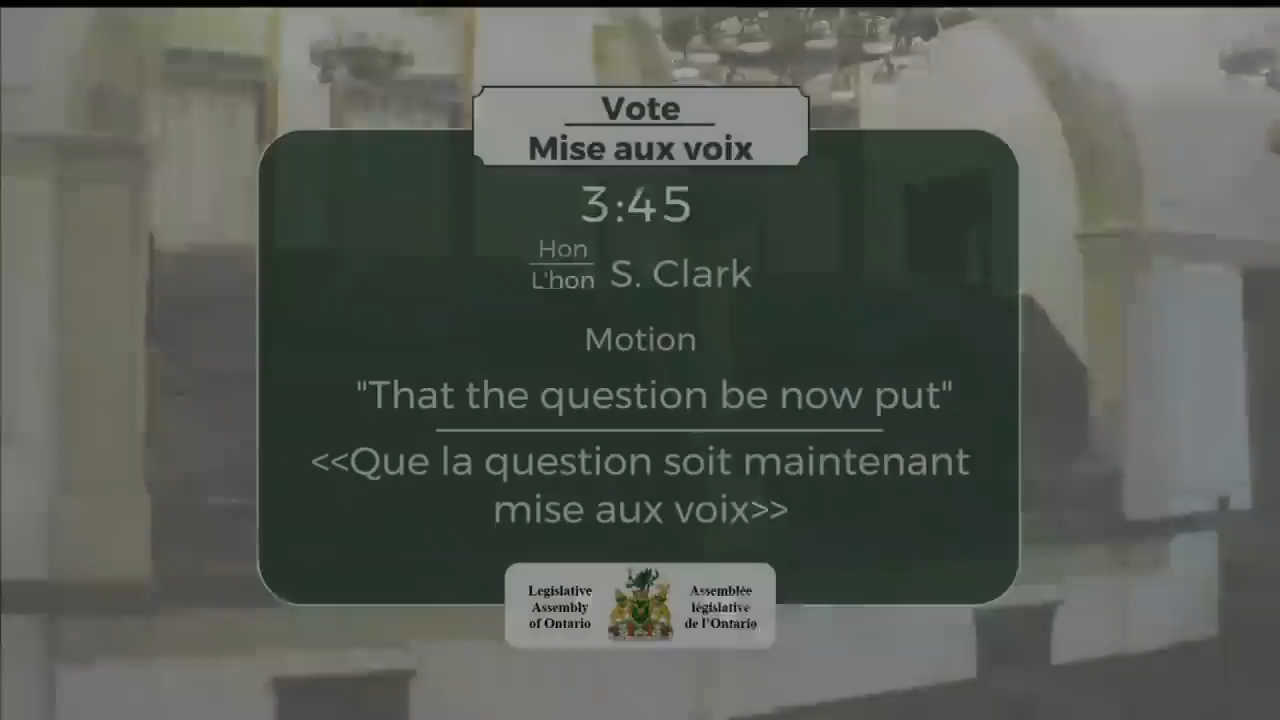 Vote
Mise aux voix
3:45
Hon
L'hon
S. Clark
Motion
"That the question be now put"
<<Que la question soit maintenant
mise aux voix>>
Legislative
Assembly
of Ontario
Assemblée
législative
de l'Ontario